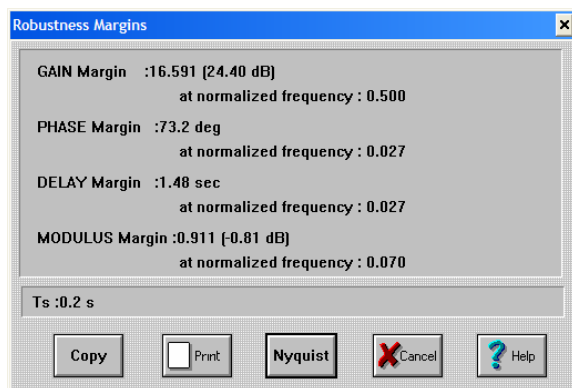 Robustness Margins
GAIN Margin :16.591 (24.40 dB)
at normalized frequency : 0.500
PHASE Margin :73.2 deg
at normalized frequency : 0.027
DELAY Margin :1.48 sec
at normalized frequency : 0.027
MODULUS Margin :0.911 (-0.81 dB)
at normalized frequency : 0.070
Ts :0.2 s
Copy Print Nyquist Cancel Help